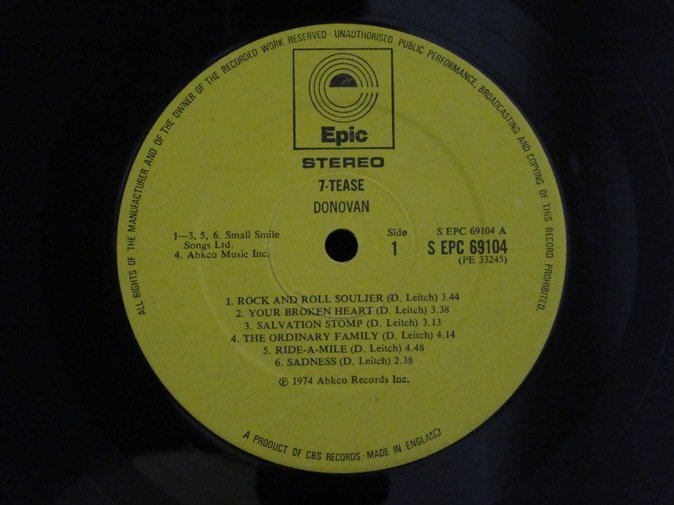 ALL RIGHTS OF THE MANUFACTURER AND OF THE OWNER OF THE RECORDED WORK RESERVED · UNAUTHORISED PUBLIC PERFORMANCE, BROADCASTING AND COPYING OF THIS RECORD PROHIBITED.
Epic
STEREO
7-TEASE
DONOVAN
1—3, 5, 6. Small Smile
Songs Ltd.
4. Abkco Music Inc.
Side
1
S EPC 69104 A
S EPC 69104
(PE 33245)
1. ROCK AND ROLL SOULJER (D. Leitch) 3.44
2. YOUR BROKEN HEART (D. Leitch) 3.38
3. SALVATION STOMP (D. Leitch) 3.13
4. THE ORDINARY FAMILY (D. Leitch) 4.14
5. RIDE-A-MILE (D. Leitch) 4.48
6. SADNESS (D. Leitch) 2.38
℗ 1974 Abkco Records Inc.
A PRODUCT OF CBS RECORDS · MADE IN ENGLAND